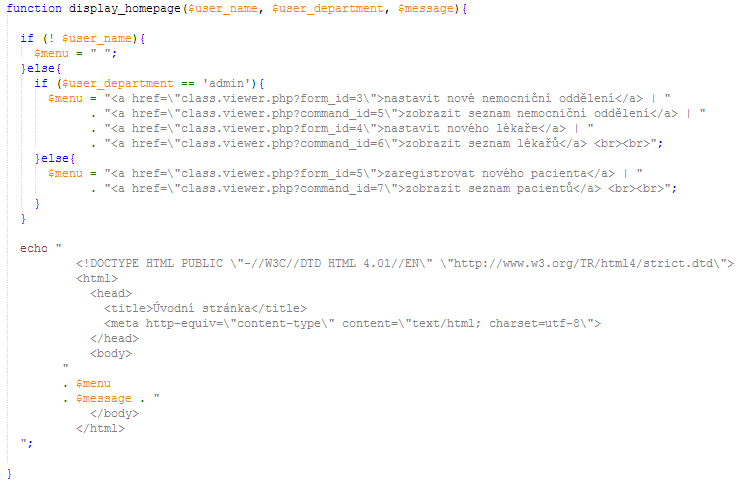 function display_homepage($user_name, $user_department, $message){
if (! $user_name){
$menu = " ";
}else{
if ($user_department == 'admin'){
$menu = "<a href=\"class.viewer.php?form_id=3\">nastavit nové nemocniční oddělení</a> | "
. "<a href=\"class.viewer.php?command_id=5\">zobrazit seznam nemocniční oddělení</a> | "
. "<a href=\"class.viewer.php?form_id=4\">nastavit nového lékaře</a> | "
. "<a href=\"class.viewer.php?command_id=6\">zobrazit seznam lékařů</a> <br><br>";
}else{
$menu = "<a href=\"class.viewer.php?form_id=5\">zaregistrovat nového pacienta</a> | "
. "<a href=\"class.viewer.php?command_id=7\">zobrazit seznam pacientů</a> <br><br>";
}
}
echo "
<!DOCTYPE HTML PUBLIC \"-//W3C//DTD HTML 4.01//EN\" \"http://www.w3.org/TR/html4/strict.dtd\">
<html>
<head>
<title>Úvodní stránka</title>
<meta http-equiv=\"content-type\" content=\"text/html; charset=utf-8\">
</head>
<body>
"
. $menu
. $message . "
</body>
</html>
";
}